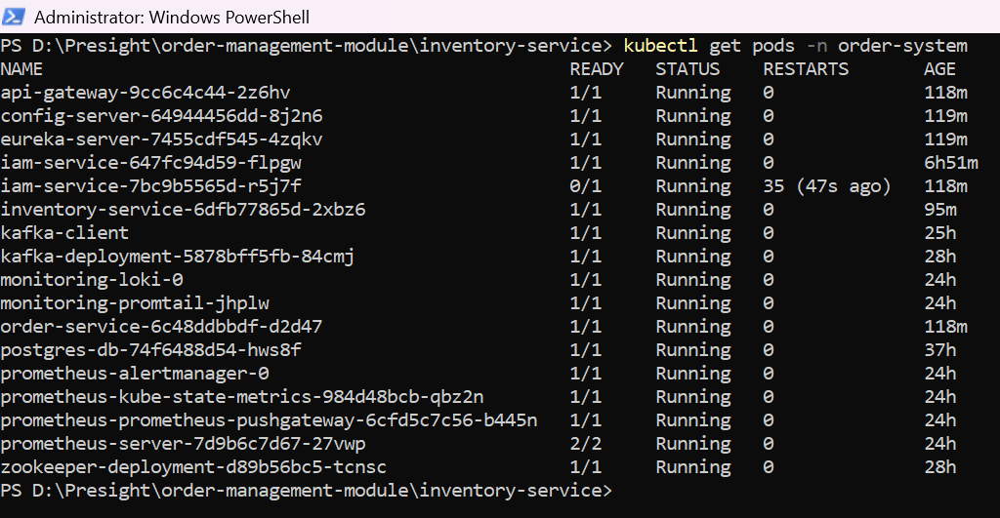 Administrator: Windows PowerShell
PS D:\Presight\order-management-module\inventory-service> kubectl get pods -n order-system
NAME READY STATUS RESTARTS AGE
api-gateway-9cc6c4c44-2z6hv 1/1 Running 0 118m
config-server-64944456dd-8j2n6 1/1 Running 0 119m
eureka-server-7455cdf545-4zqkv 1/1 Running 0 119m
iam-service-647fc94d59-flpgw 1/1 Running 0 6h51m
iam-service-7bc9b5565d-r5j7f 0/1 Running 35 (47s ago) 118m
inventory-service-6dfb77865d-2xbz6 1/1 Running 0 95m
kafka-client 1/1 Running 0 25h
kafka-deployment-5878bff5fb-84cmj 1/1 Running 0 28h
monitoring-loki-0 1/1 Running 0 24h
monitoring-promtail-jhplw 1/1 Running 0 24h
order-service-6c48ddbbdf-d2d47 1/1 Running 0 118m
postgres-db-74f6488d54-hws8f 1/1 Running 0 37h
prometheus-alertmanager-0 1/1 Running 0 24h
prometheus-kube-state-metrics-984d48bcb-qbz2n 1/1 Running 0 24h
prometheus-prometheus-pushgateway-6cfd5c7c56-b445n 1/1 Running 0 24h
prometheus-server-7d9b6c7d67-27vwp 2/2 Running 0 24h
zookeeper-deployment-d89b56bc5-tcnsc 1/1 Running 0 28h
PS D:\Presight\order-management-module\inventory-service>